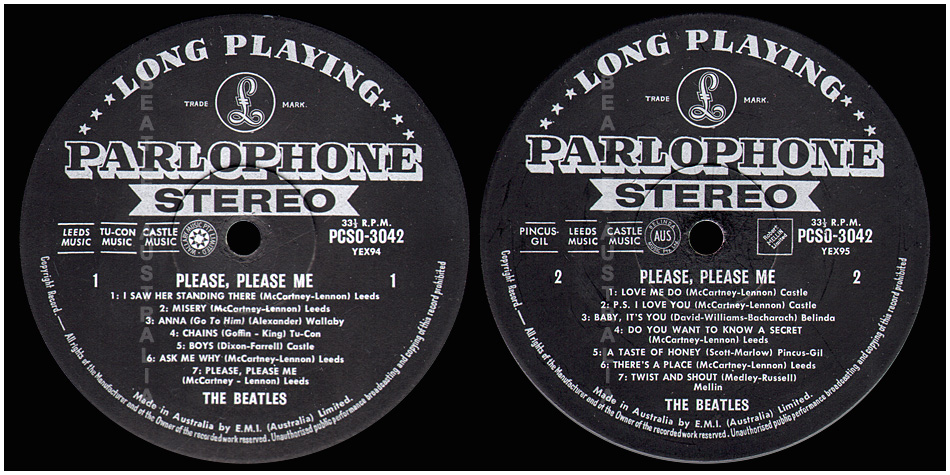 ★★★ LONG PLAYING ★★★
TRADE £ MARK.
PARLOPHONE
STEREO
33⅓ R.P.M.
LEEDS MUSIC
TU-CON MUSIC
CASTLE MUSIC
PCSO-3042
YEX94
1 PLEASE, PLEASE ME 1
1: I SAW HER STANDING THERE (McCartney-Lennon) Leeds
2: MISERY (McCartney-Lennon) Leeds
3: ANNA (Go To Him) (Alexander) Wallaby
4: CHAINS (Goffin - King) Tu-Con
5: BOYS (Dixon-Farrell) Castle
6: ASK ME WHY (McCartney-Lennon) Leeds
7: PLEASE, PLEASE ME
(McCartney - Lennon) Leeds
THE BEATLES
Made in Australia by E.M.I. (Australia) Limited.
Copyright Record.— All rights of the Manufacturer and of the Owner of the recorded work reserved. Unauthorised public performance broadcasting and copying of this record prohibited
BEATAUSTRALIA
★★★ LONG PLAYING ★★★
TRADE £ MARK.
PARLOPHONE
STEREO
33⅓ R.P.M.
PINCUS-GIL
LEEDS MUSIC
CASTLE MUSIC
BELINDA
AUS
MUSIC
Robert
MELLIN
Limited
PCSO-3042
YEX95
2 PLEASE, PLEASE ME 2
1: LOVE ME DO (McCartney-Lennon) Castle
2: P.S. I LOVE YOU (McCartney-Lennon) Castle
3: BABY, IT'S YOU (David-Williams-Bacharach) Belinda
4: DO YOU WANT TO KNOW A SECRET
(McCartney-Lennon) Leeds
5: A TASTE OF HONEY (Scott-Marlow) Pincus-Gil
6: THERE'S A PLACE (McCartney-Lennon) Leeds
7: TWIST AND SHOUT (Medley-Russell)
Mellin
THE BEATLES
Made in Australia by E.M.I. (Australia) Limited.
Copyright Record.— All rights of the Manufacturer and of the Owner of the recorded work reserved. Unauthorised public performance broadcasting and copying of this record prohibited
BEATAUSTRALIA